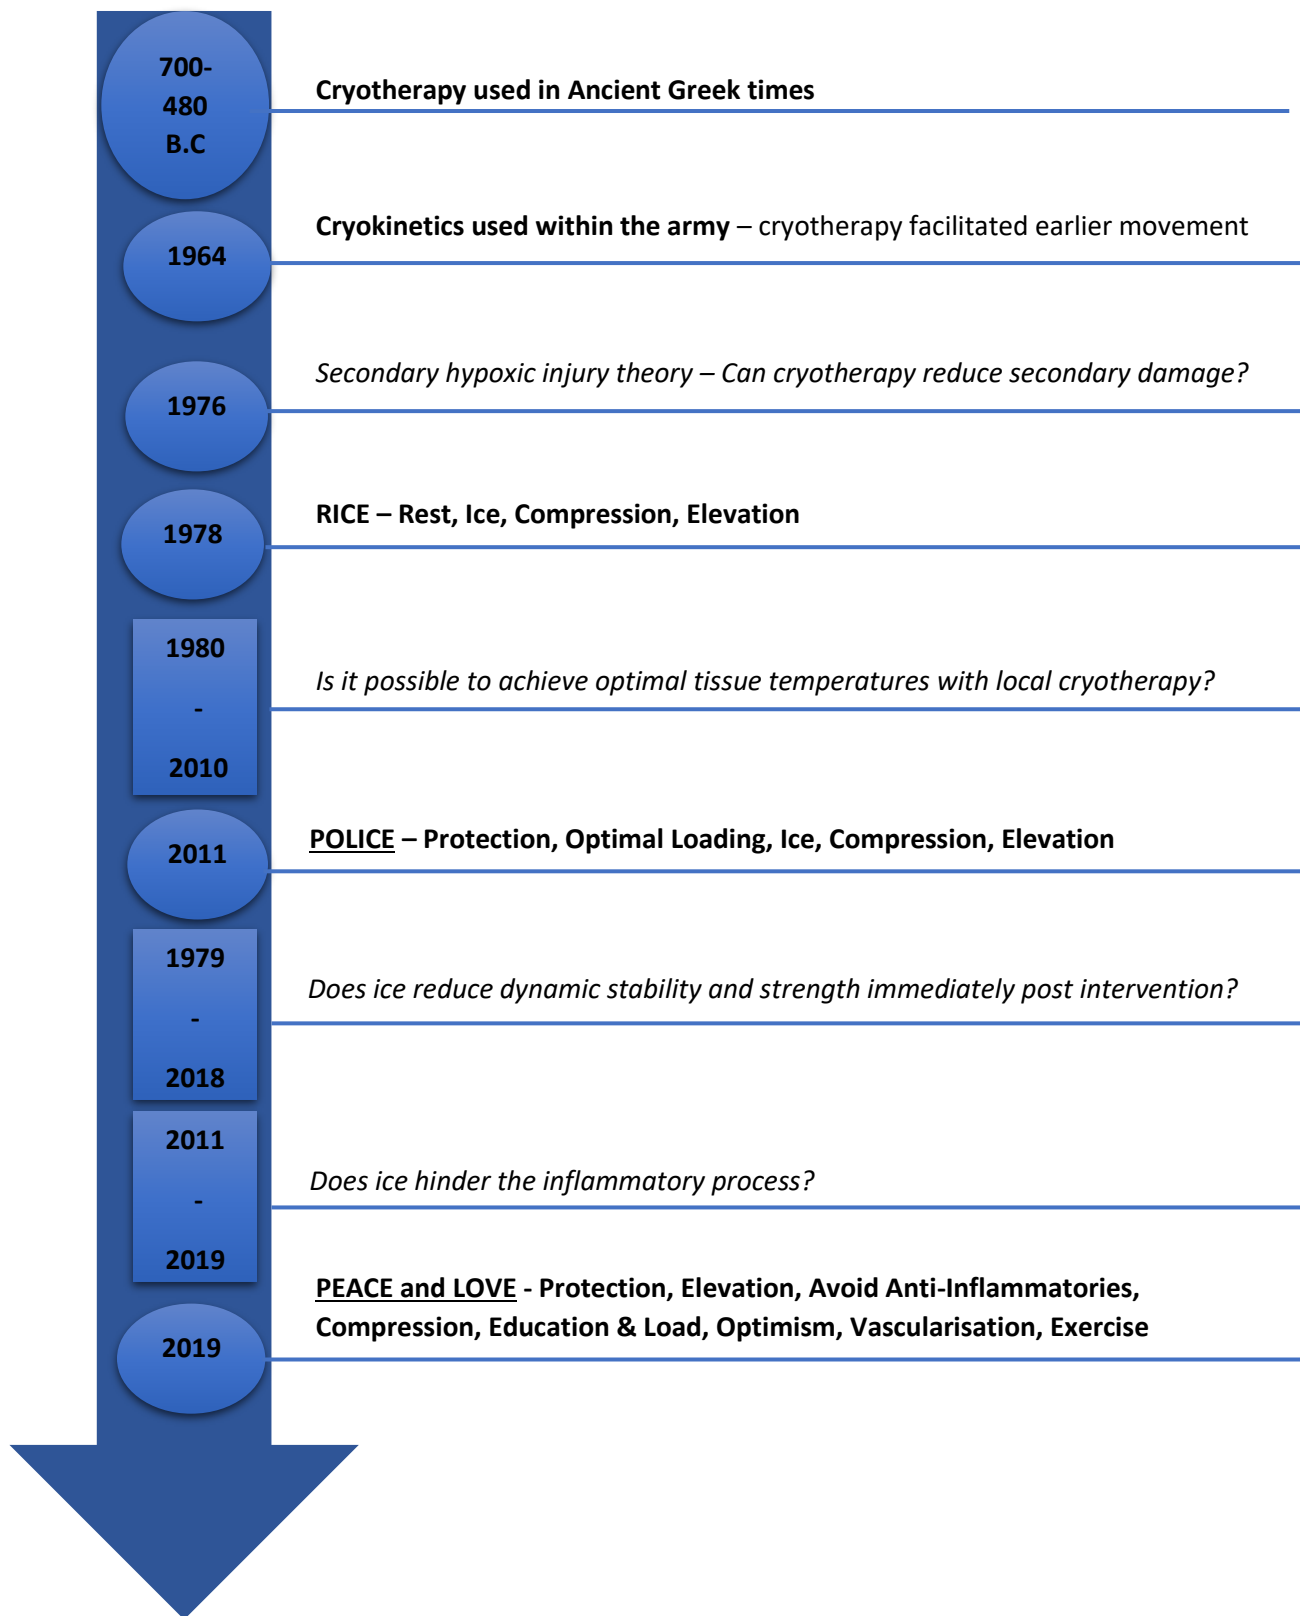 700-
480
B.C
Cryotherapy used in Ancient Greek times
1964
Cryokinetics used within the army – cryotherapy facilitated earlier movement
1976
Secondary hypoxic injury theory – Can cryotherapy reduce secondary damage?
1978
RICE – Rest, Ice, Compression, Elevation
1980
-
2010
Is it possible to achieve optimal tissue temperatures with local cryotherapy?
2011
POLICE – Protection, Optimal Loading, Ice, Compression, Elevation
1979
-
2018
Does ice reduce dynamic stability and strength immediately post intervention?
2011
-
2019
Does ice hinder the inflammatory process?
2019
PEACE and LOVE - Protection, Elevation, Avoid Anti-Inflammatories,
Compression, Education & Load, Optimism, Vascularisation, Exercise